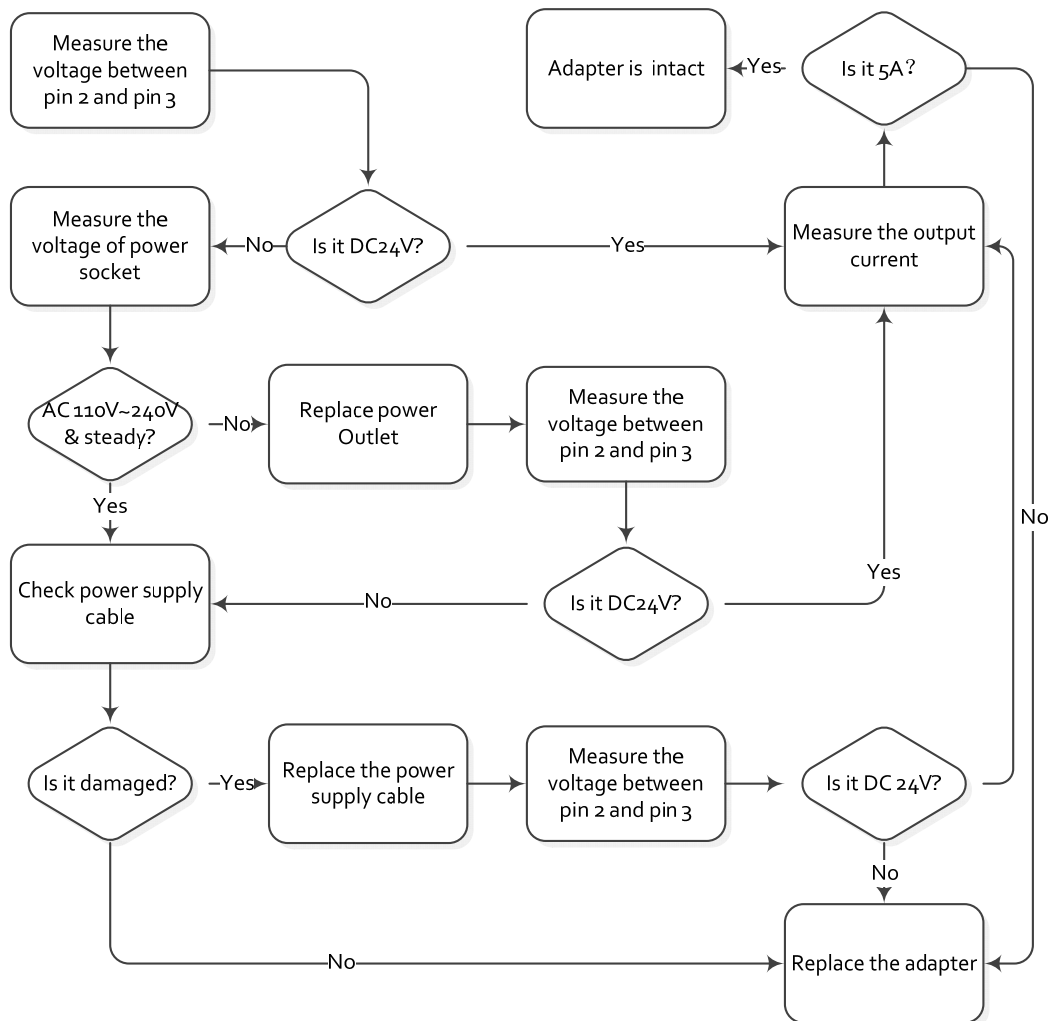 Measure the
voltage between
pin 2 and pin 3
Adapter is intact
Yes
Is it 5A?
Measure the
voltage of power
socket
No
Is it DC24V?
Yes
Measure the output
current
AC 110V~240V
& steady?
No
Replace power
Outlet
Measure the
voltage between
pin 2 and pin 3
Yes
No
Check power supply
cable
No
Is it DC24V?
Yes
Is it damaged?
Yes
Replace the power
supply cable
Measure the
voltage between
pin 2 and pin 3
Is it DC 24V?
No
No
Replace the adapter